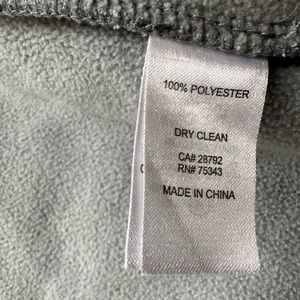 100% POLYESTER
DRY CLEAN
CA# 28792
RN# 75343
MADE IN CHINA